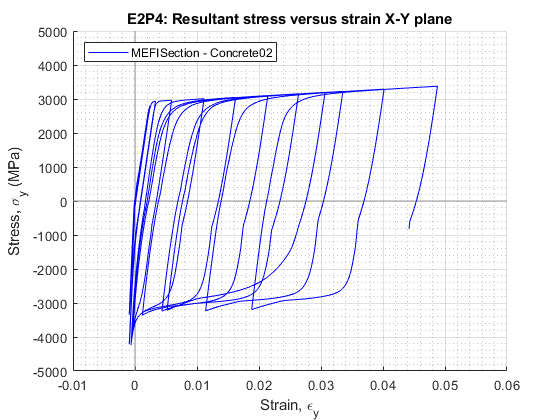 E2P4: Resultant stress versus strain X-Y plane
MEFISection - Concrete02
Stress, σy (MPa)
5000
4000
3000
2000
1000
0
-1000
-2000
-3000
-4000
-5000
-0.01 0 0.01 0.02 0.03 0.04 0.05 0.06
Strain, ϵy